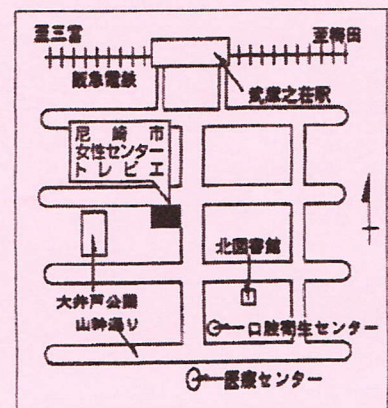 至三宮
至梅田
阪急電鉄
武庫之荘駅
尼崎市
女性センター
トレピエ
北図書館
大井戸公園
山幹通り
口腔衛生センター
医療センター